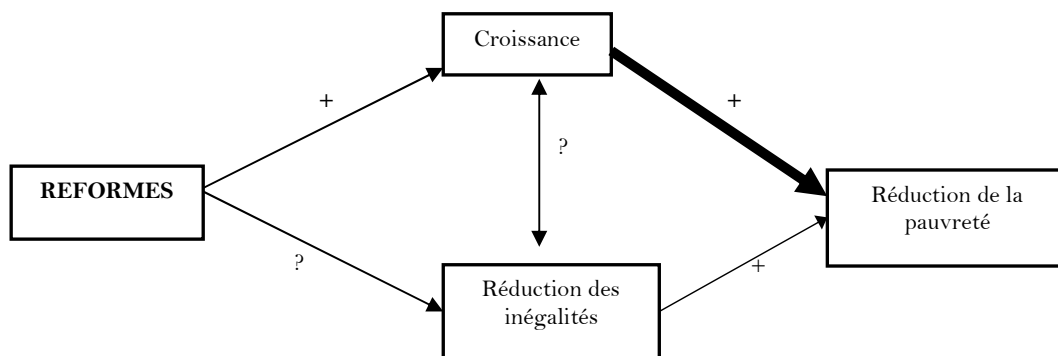 Croissance
+
+
?
REFORMES
Réduction de la
pauvreté
?
+
Réduction des
inégalités